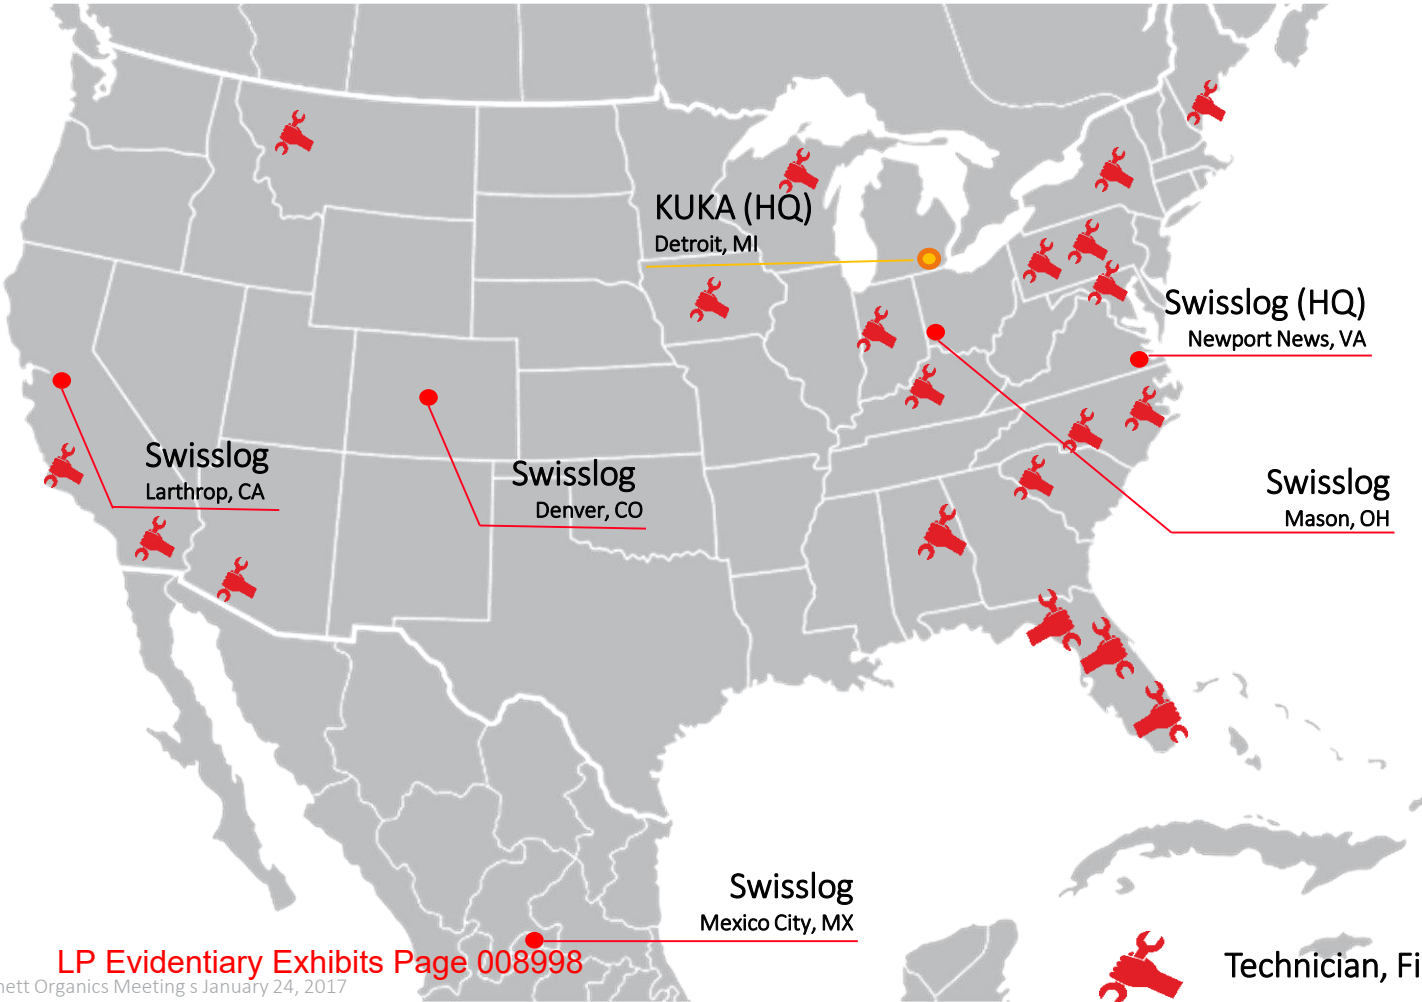 KUKA (HQ)
Detroit, MI
Swisslog (HQ)
Newport News, VA
Swisslog
Larthrop, CA
Swisslog
Denver, CO
Swisslog
Mason, OH
Swisslog
Mexico City, MX
LP Evidentiary Exhibits Page 008998
Organics Meeting s January 24, 2017
Technician,